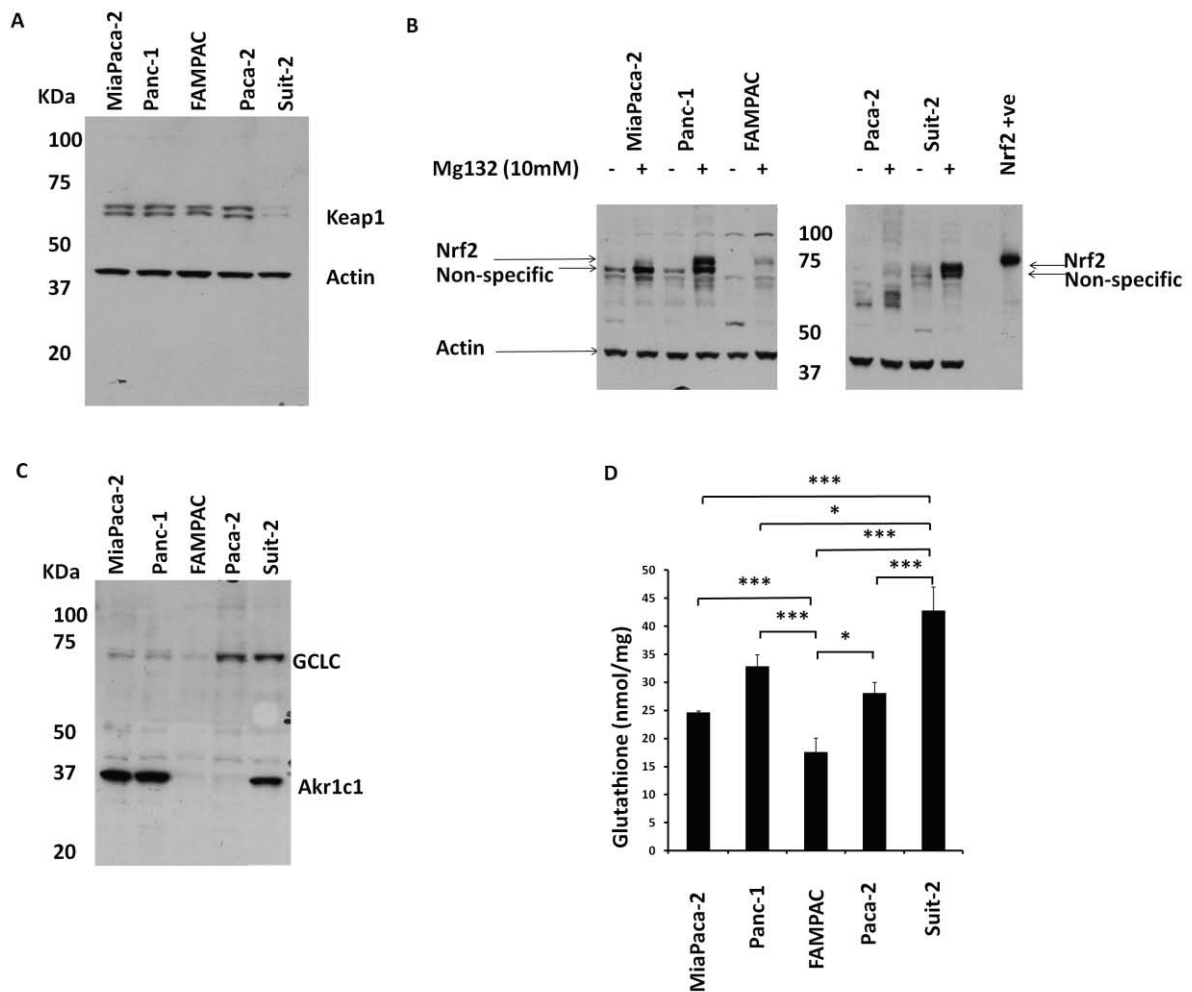 A
MiaPaca-2
Panc-1
FAMPAC
Paca-2
Suit-2
KDa
100
75
50
37
20
Keap1
Actin
B
MiaPaca-2
Panc-1
FAMPAC
Paca-2
Suit-2
Nrf2 +ve
Mg132 (10mM) - + - + - + - + - +
Nrf2
Non-specific
Actin
100
75
50
37
Nrf2
Non-specific
C
MiaPaca-2
Panc-1
FAMPAC
Paca-2
Suit-2
KDa
100
75
50
37
20
GCLC
Akr1c1
D
***
*
***
***
***
***
*
Glutathione (nmol/mg)
50
45
40
35
30
25
20
15
10
5
0
MiaPaca-2
Panc-1
FAMPAC
Paca-2
Suit-2